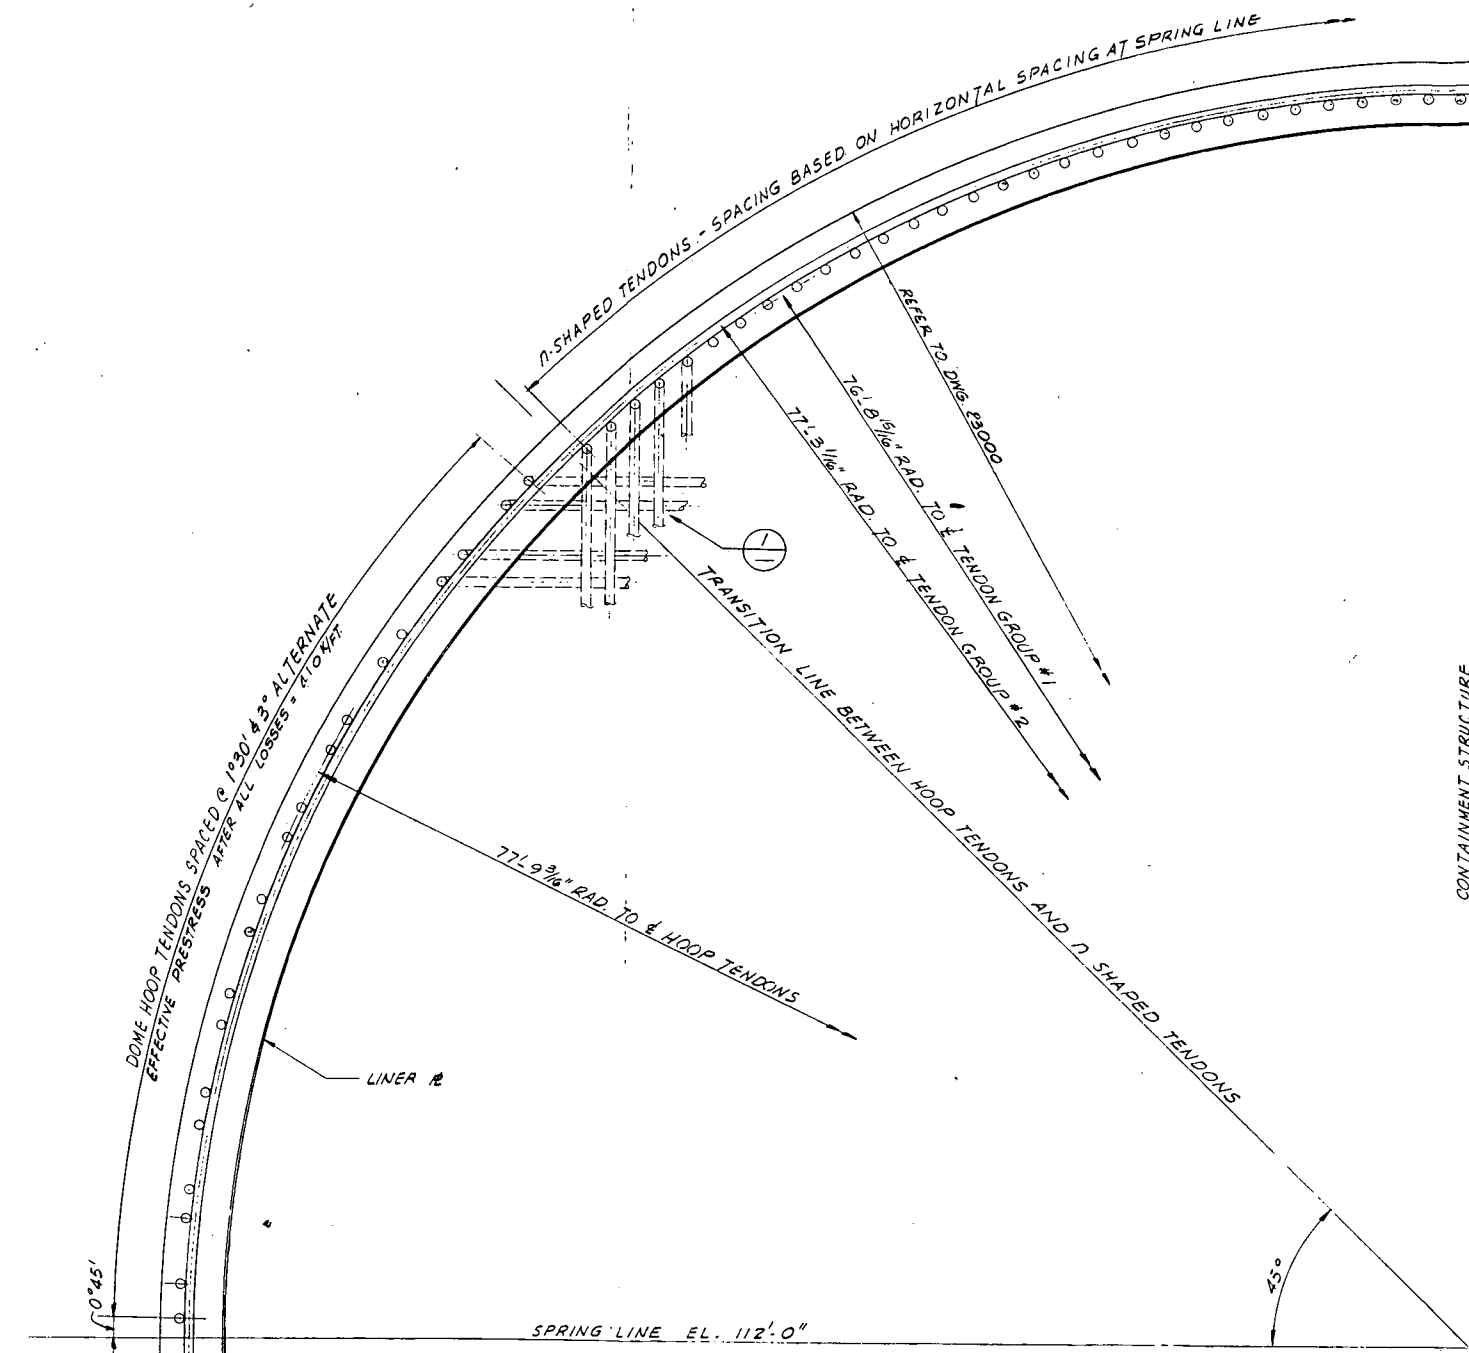 ∩-SHAPED TENDONS - SPACING BASED ON HORIZONTAL SPACING AT SPRING LINE
REFER TO DWG. 23000
76'-8 15/16" RAD. TO ℄ TENDON GROUP #1
77'-3 1/16" RAD. TO ℄ TENDON GROUP #2
1
TRANSITION LINE BETWEEN HOOP TENDONS AND ∩ SHAPED TENDONS
DOME HOOP TENDONS SPACED @ 1°30' & 3° ALTERNATE
EFFECTIVE PRESTRESS AFTER ALL LOSSES = 410 K/FT.
77'-9 3/16" RAD. TO ℄ HOOP TENDONS
CONTAINMENT STRUCTURE
LINER ⅊
0°45'
45°
SPRING LINE EL. 112'-0"